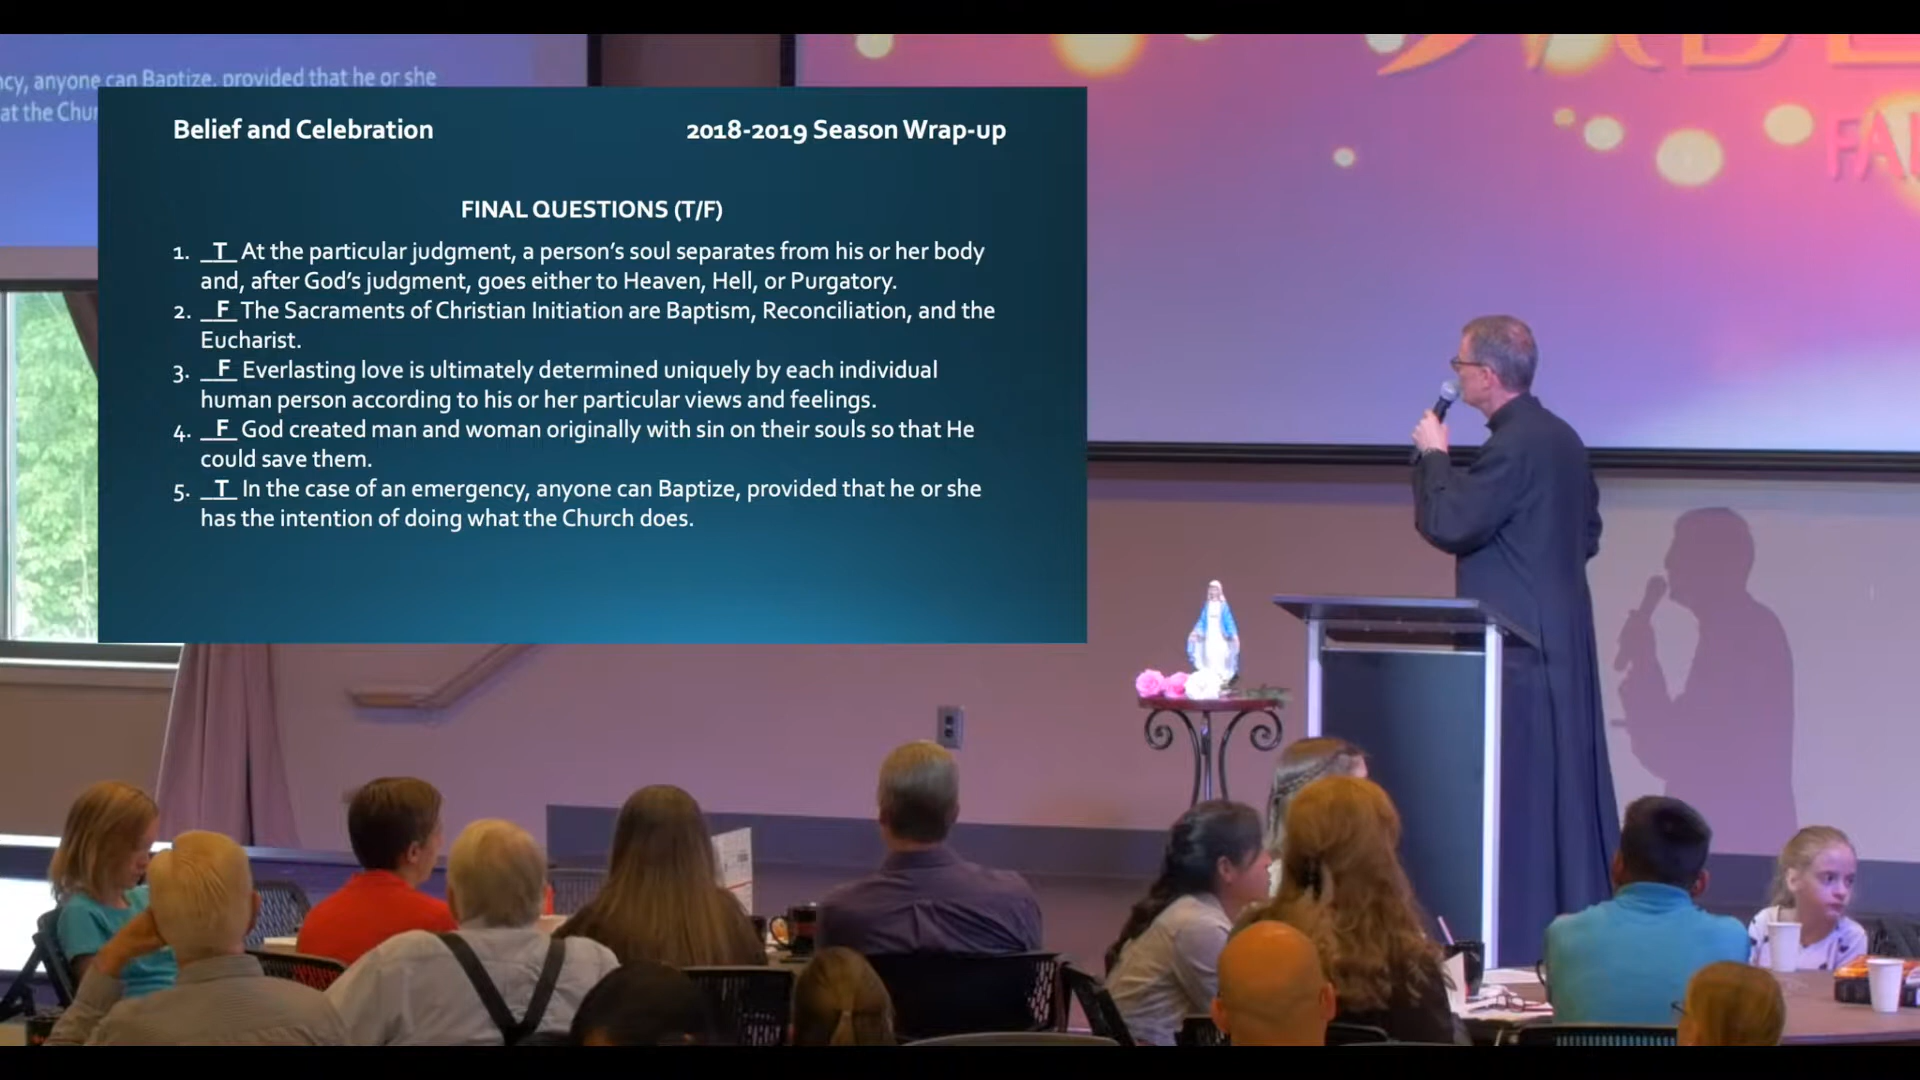 ncy, anyone can Baptize, provided that he or she
at the Chur
Belief and Celebration 2018-2019 Season Wrap-up
FINAL QUESTIONS (T/F)
1. T At the particular judgment, a person's soul separates from his or her body
and, after God's judgment, goes either to Heaven, Hell, or Purgatory.
2. F The Sacraments of Christian Initiation are Baptism, Reconciliation, and the
Eucharist.
3. F Everlasting love is ultimately determined uniquely by each individual
human person according to his or her particular views and feelings.
4. F God created man and woman originally with sin on their souls so that He
could save them.
5. T In the case of an emergency, anyone can Baptize, provided that he or she
has the intention of doing what the Church does.